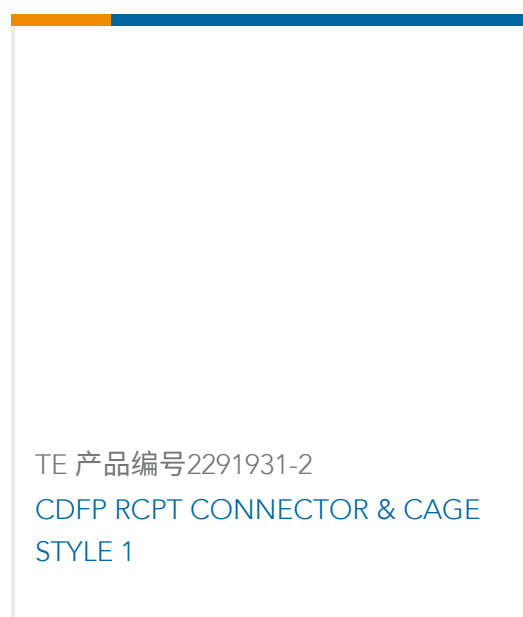 TE 产品编号2291931-2
CDFP RCPT CONNECTOR & CAGE
STYLE 1